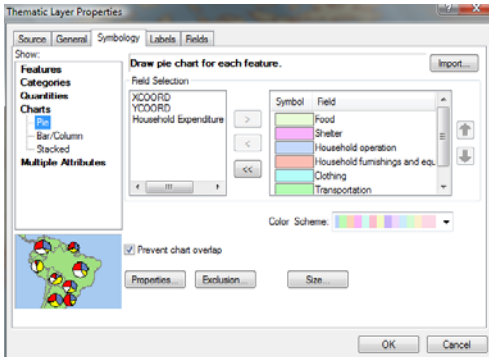 Thematic Layer Properties
Source General Symbology Labels Fields
Show:
Features
Categories
Quantities
Charts
Pie
Bar/Column
Stacked
Multiple Attributes
Draw pie chart for each feature.
Import...
Field Selection
XCOORD
YCOORD
Household Expenditure
>
<
<<
Symbol Field
Food
Shelter
Household operation
Household furnishings and equ
Clothing
Transportation
Color Scheme:
Prevent chart overlap
Properties... Exclusion... Size...
OK Cancel